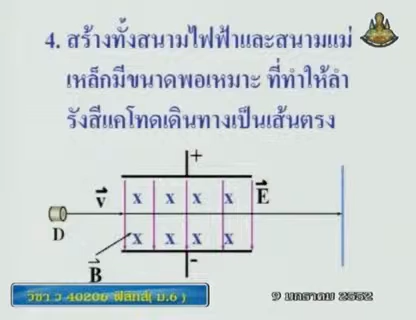 4. สร้างทั้งสนามไฟฟ้าและสนามแม่
เหล็กมีขนาดพอเหมาะ ที่ทำให้ลำ
รังสีแคโทดเดินทางเป็นเส้นตรง
+
v x x x x E
D
x x x x
B
-
วิชา ว 40206 ฟิสิกส์( ม.6 )
9 มกราคม 2552